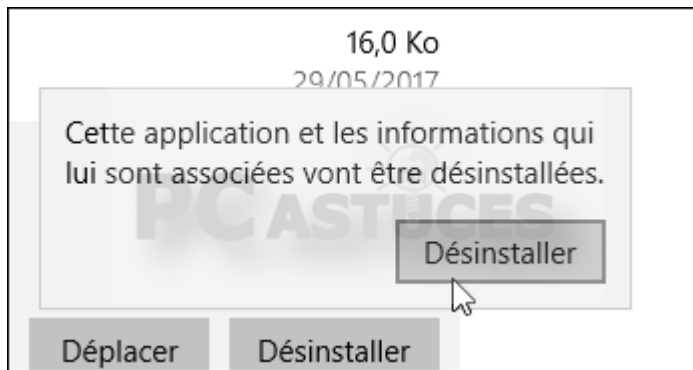 16,0 Ko
29/05/2017
Cette application et les informations qui
lui sont associées vont être désinstallées.
PC ASTUCES
Désinstaller
Déplacer
Désinstaller